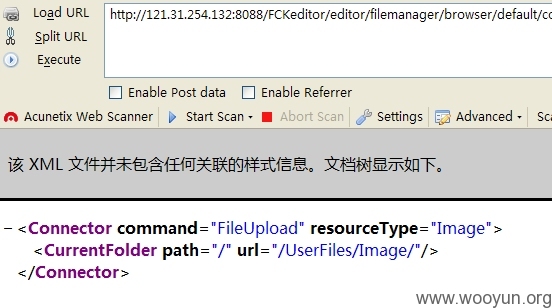 Load URL
Split URL
Execute
http://121.31.254.132:8088/FCKeditor/editor/filemanager/browser/default/co
Enable Post data Enable Referrer
Acunetix Web Scanner Start Scan Abort Scan Settings Advanced Sc
该 XML 文件并未包含任何关联的样式信息。文档树显示如下。
− <Connector command="FileUpload" resourceType="Image">
<CurrentFolder path="/" url="/UserFiles/Image/"/>
</Connector>
www.wooyun.org